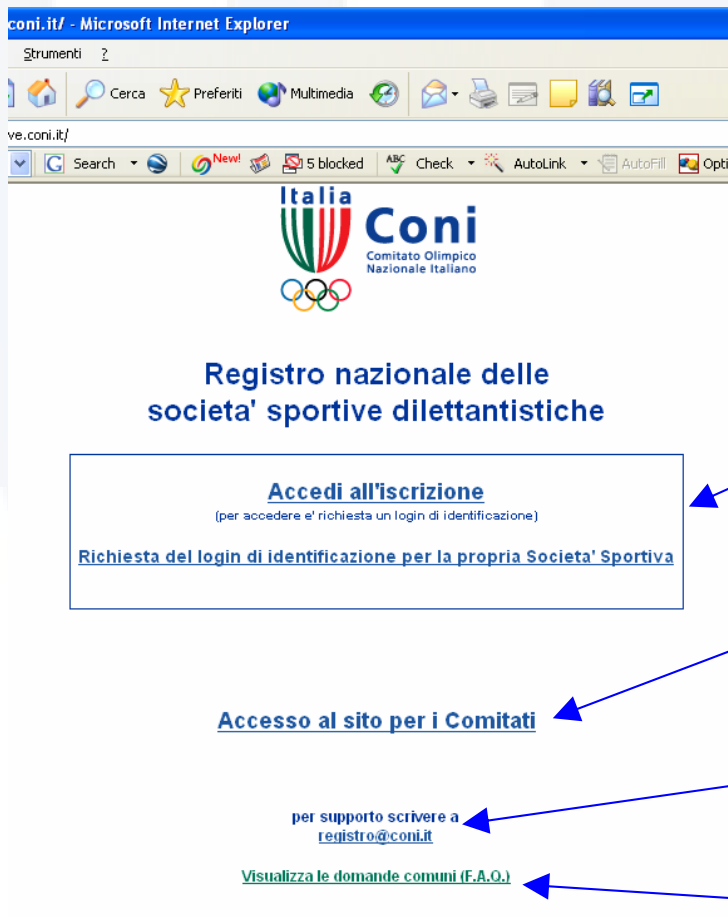 coni.it/ - Microsoft Internet Explorer
Strumenti ?
Cerca Preferiti Multimedia
ve.coni.it/
G Search New! 5 blocked ABC Check AutoLink AutoFill Opti
Italia
Coni
Comitato Olimpico
Nazionale Italiano
Registro nazionale delle
societa' sportive dilettantistiche
Accedi all'iscrizione
(per accedere e' richiesta un login di identificazione)
Richiesta del login di identificazione per la propria Societa' Sportiva
Accesso al sito per i Comitati
per supporto scrivere a
registro@coni.it
Visualizza le domande comuni (F.A.Q.)